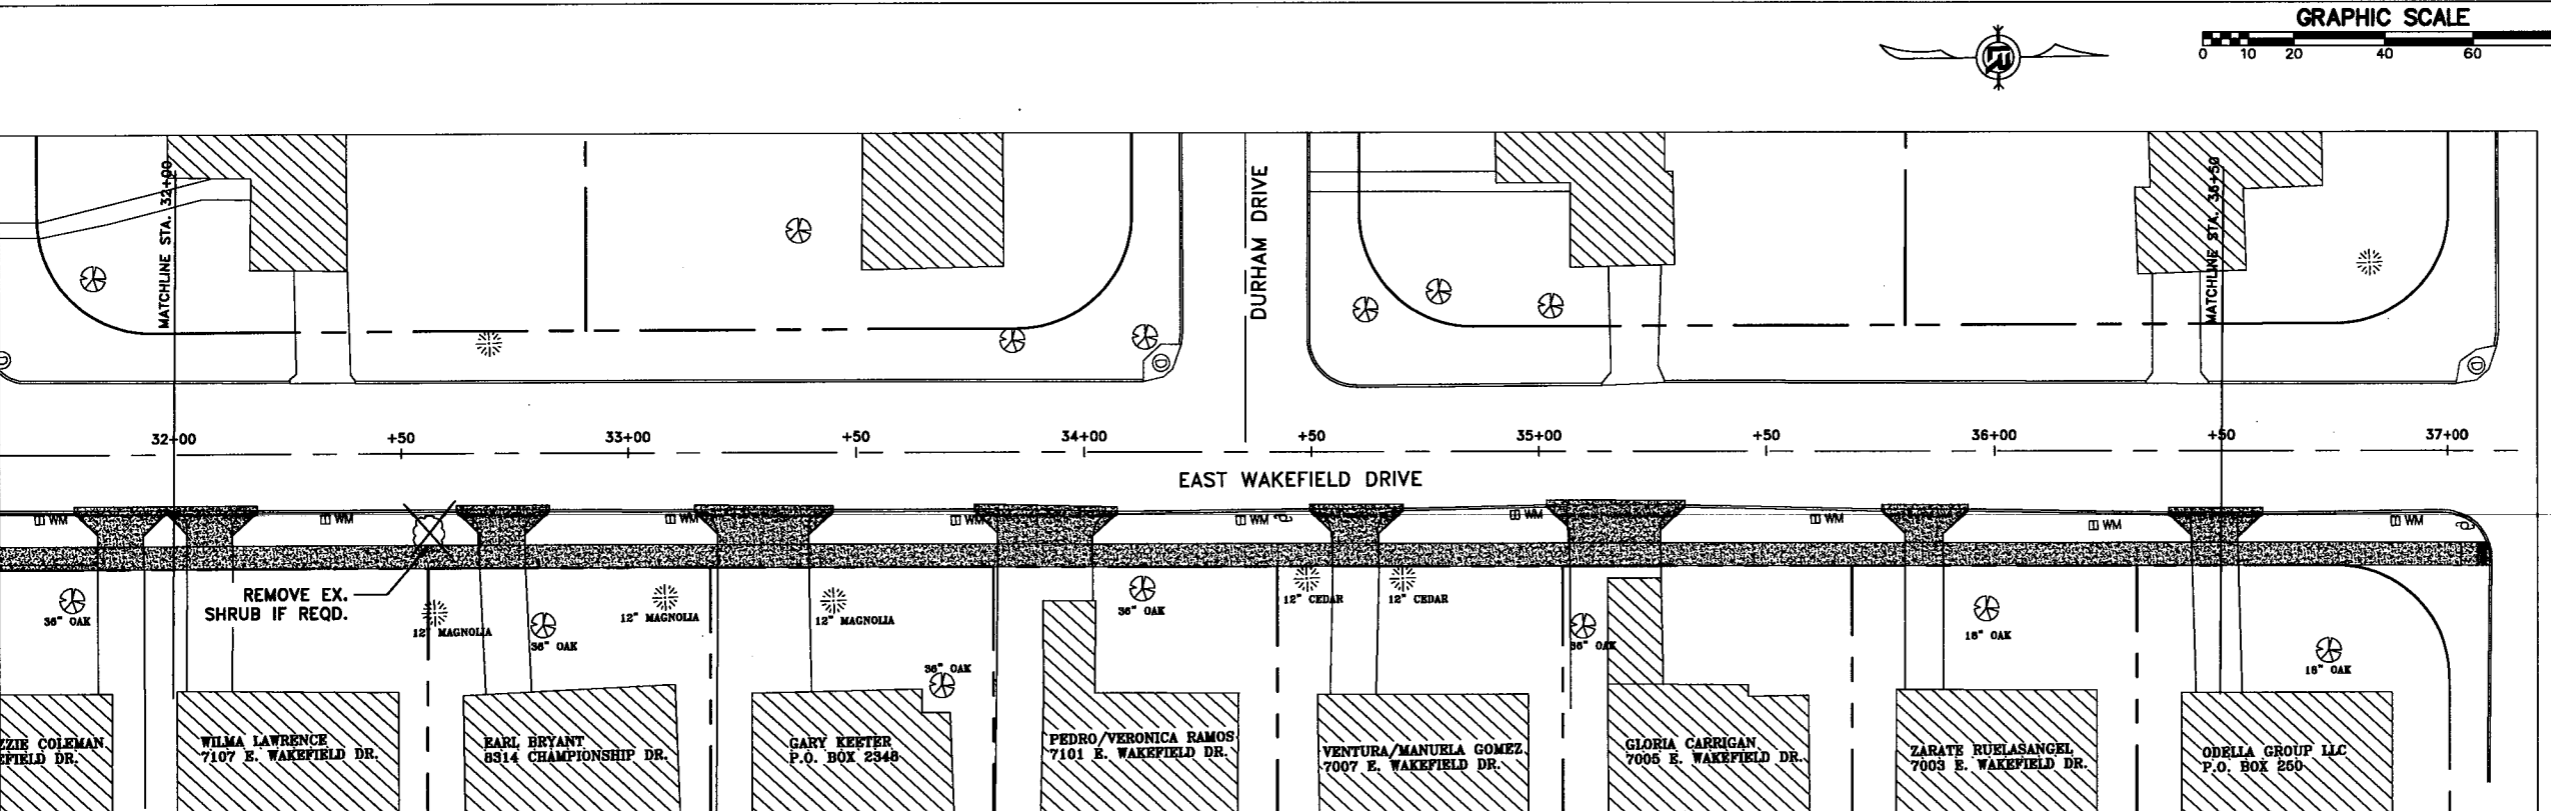 GRAPHIC SCALE
0 10 20 40 60
MATCHLINE STA. 32+00
DURHAM DRIVE
MATCHLINE STA. 36+50
32+00 +50 33+00 +50 34+00 +50 35+00 +50 36+00 +50 37+00
EAST WAKEFIELD DRIVE
WM WM WM WM WM WM WM WM WM
REMOVE EX.
SHRUB IF REQD.
36" OAK
12" MAGNOLIA
36" OAK
12" MAGNOLIA
12" MAGNOLIA
36" OAK
36" OAK
12" CEDAR
12" CEDAR
36" OAK
18" OAK
18" OAK
ZZIE COLEMAN
EFIELD DR.
WILMA LAWRENCE
7107 E. WAKEFIELD DR.
EARL BRYANT
8314 CHAMPIONSHIP DR.
GARY KEETER
P.O. BOX 2348
PEDRO/VERONICA RAMOS
7101 E. WAKEFIELD DR.
VENTURA/MANUELA GOMEZ
7007 E. WAKEFIELD DR.
GLORIA CARRIGAN
7005 E. WAKEFIELD DR.
ZARATE RUELASANGEL
7003 E. WAKEFIELD DR.
ODELLA GROUP LLC
P.O. BOX 250